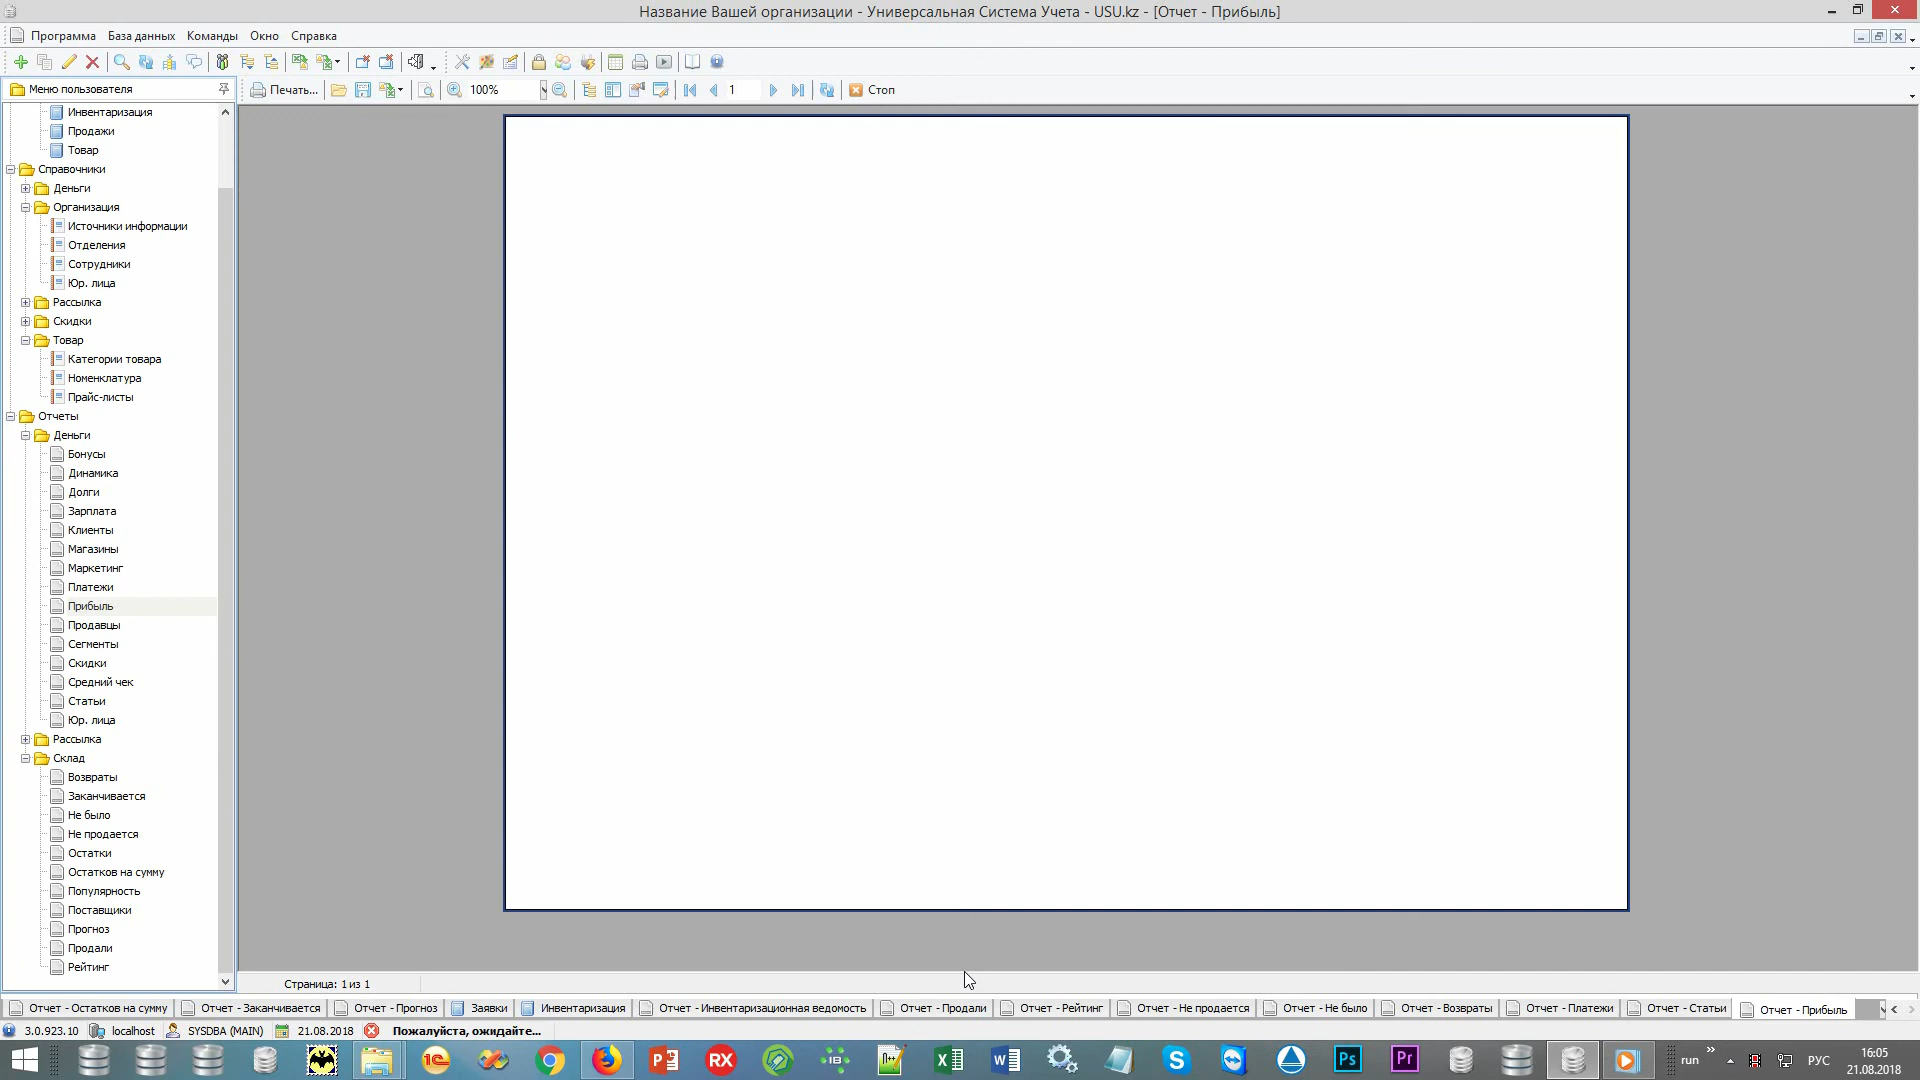 Название Вашей организации - Универсальная Система Учета - USU.kz - [Отчет - Прибыль]
Программа База данных Команды Окно Справка
Меню пользователя
Печать... 100% 1 Стоп
Инвентаризация
Продажи
Товар
Справочники
Деньги
Организация
Источники информации
Отделения
Сотрудники
Юр. лица
Рассылка
Скидки
Товар
Категории товара
Номенклатура
Прайс-листы
Отчеты
Деньги
Бонусы
Динамика
Долги
Зарплата
Клиенты
Магазины
Маркетинг
Платежи
Прибыль
Продавцы
Сегменты
Скидки
Средний чек
Статьи
Юр. лица
Рассылка
Склад
Возвраты
Заканчивается
Не было
Не продается
Остатки
Остатков на сумму
Популярность
Поставщики
Прогноз
Продали
Рейтинг
Страница: 1 из 1
Отчет - Остатков на сумму Отчет - Заканчивается Отчет - Прогноз Заявки Инвентаризация Отчет - Инвентаризационная ведомость Отчет - Продали Отчет - Рейтинг Отчет - Не продается Отчет - Не было Отчет - Возвраты Отчет - Платежи Отчет - Статьи Отчет - Прибыль
3.0.923.10 localhost SYSDBA (MAIN) 21.08.2018 Пожалуйста, ожидайте...
1С RX IB Ps Pr run РУС 16:05
21.08.2018